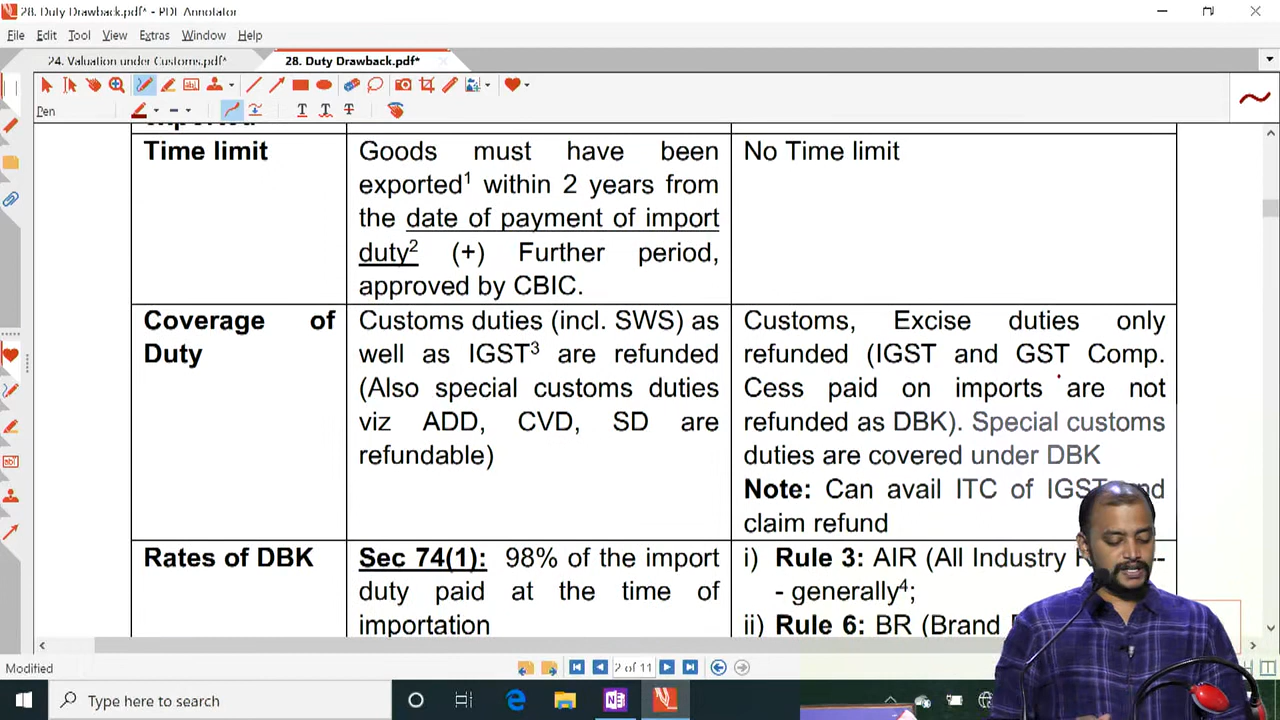 28. Duty Drawback.pdf* - PDF Annotator
File Edit Tool View Extras Window Help
24. Valuation under Customs.pdf* 28. Duty Drawback.pdf*
Pen
Time limit
Goods must have been
exported¹ within 2 years from
the date of payment of import
duty² (+) Further period,
approved by CBIC.
No Time limit
Coverage of
Duty
Customs duties (incl. SWS) as
well as IGST³ are refunded
(Also special customs duties
viz ADD, CVD, SD are
refundable)
Customs, Excise duties only
refunded (IGST and GST Comp.
Cess paid on imports are not
refunded as DBK). Special customs
duties are covered under DBK
Note: Can avail ITC of IGST and
claim refund
Rates of DBK
Sec 74(1): 98% of the import
duty paid at the time of
importation
i) Rule 3: AIR (All Industry
- generally⁴;
ii) Rule 6: BR (Brand
Modified
2 of 11
Type here to search